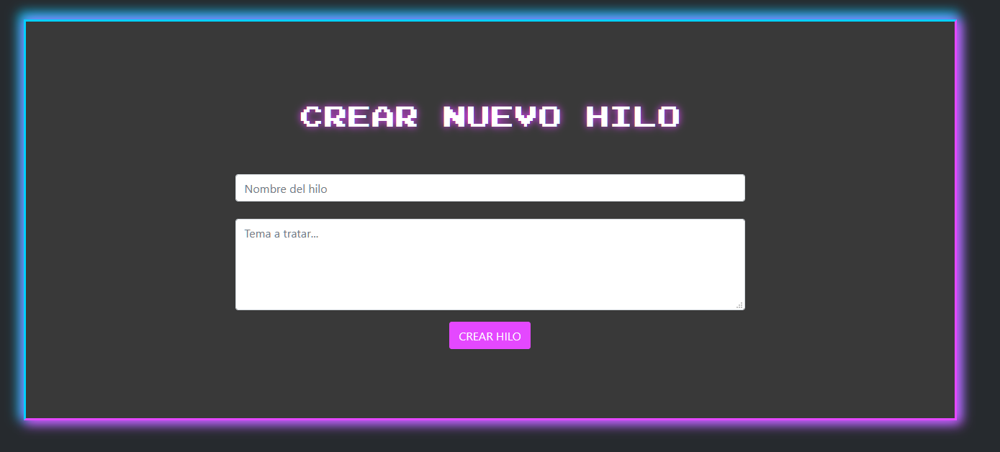 CREAR NUEVO HILO
Nombre del hilo
Tema a tratar...
CREAR HILO